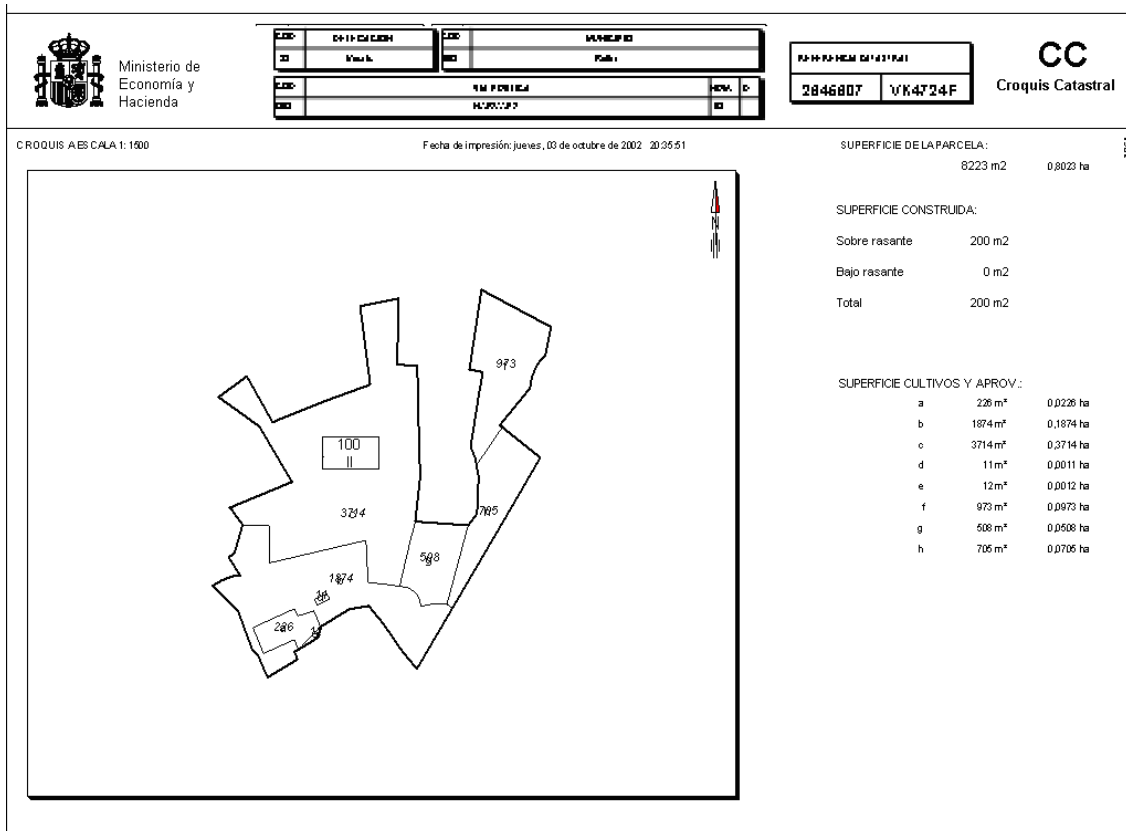 Ministerio de
Economía y
Hacienda
MUNICIPIO
REFERENCIA CATASTRAL
2846807 VK4724F
CC
Croquis Catastral
CROQUIS A ESCALA 1: 1500
Fecha de impresión: jueves, 03 de octubre de 2002 20:35:51
SUPERFICIE DE LA PARCELA:
8223 m2 0,8023 ha
SUPERFICIE CONSTRUIDA:
Sobre rasante 200 m2
Bajo rasante 0 m2
Total 200 m2
SUPERFICIE CULTIVOS Y APROV.:
a 226 m² 0,0226 ha
b 1874 m² 0,1874 ha
c 3714 m² 0,3714 ha
d 11 m² 0,0011 ha
e 12 m² 0,0012 ha
f 973 m² 0,0973 ha
g 508 m² 0,0508 ha
h 705 m² 0,0705 ha
N
973
100
II
3714
705
508
1874
226